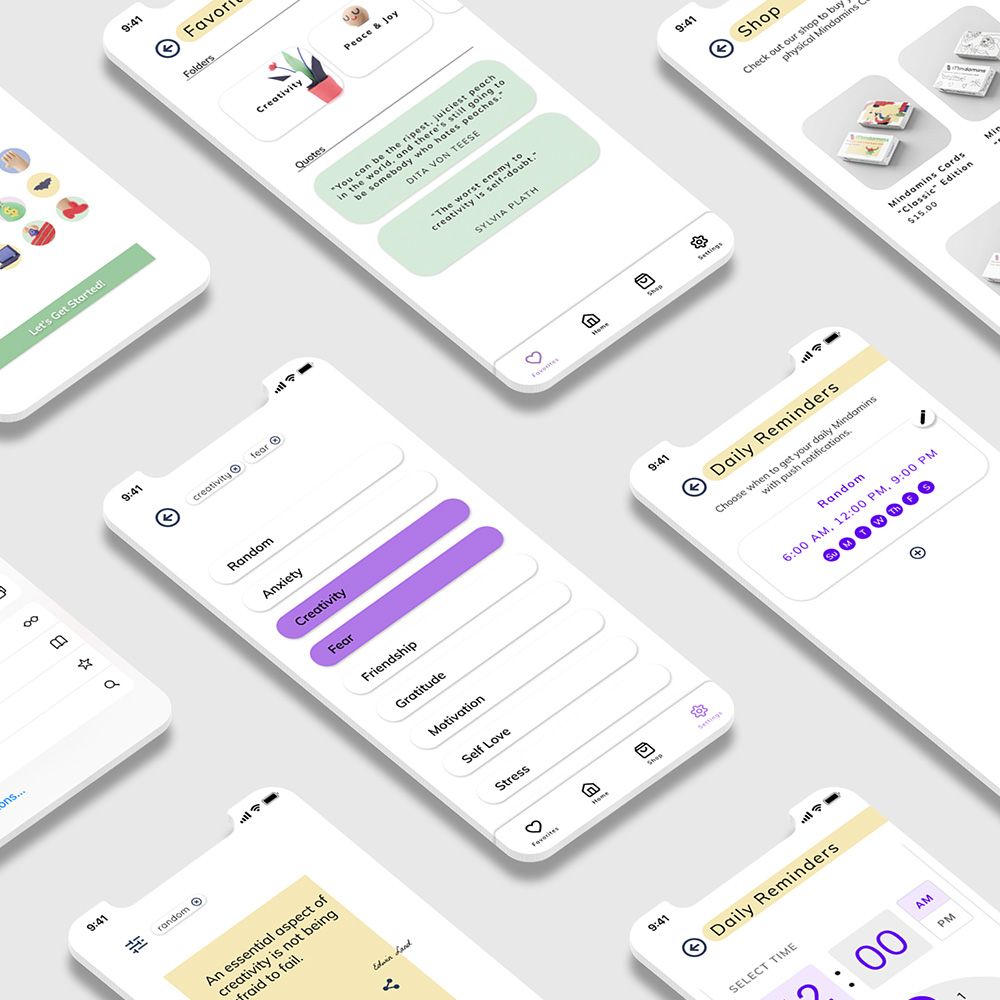 9:41
Favori
Folders
Creativity
Peace & Joy
Quotes
"You can be the ripest, juiciest peach
in the world, and there's still going to
be somebody who hates peaches."
DITA VON TEESE
"The worst enemy to
creativity is self-doubt."
SYLVIA PLATH
Favorites
Home
Shop
Settings
9:41
Shop
Check out our shop to buy y
physical Mindamins Ca
Mindamins Cards
"Classic" Edition
$15.00
Min
"
Let's Get Started!
9:41
creativity
fear
Random
Anxiety
Creativity
Fear
Friendship
Gratitude
Motivation
Self Love
Stress
Favorites
Home
Shop
Settings
9:41
Daily Reminders
Choose when to get your daily Mindamins
with push notifications.
Random
6:00 AM, 12:00 PM, 9:00 PM
Su M T W Th F S
ons...
9:41
random
An essential aspect of
creativity is not being
afraid to fail.
Edwin Land
9:41
Daily Reminders
SELECT TIME
2:00
AM
PM
1